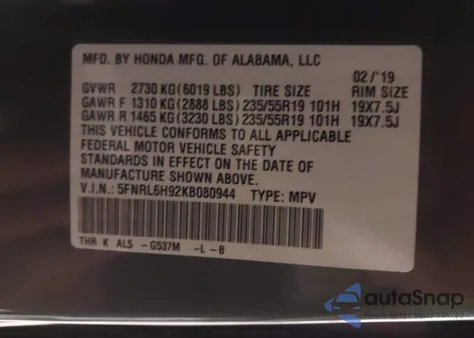 MFD. BY HONDA MFG. OF ALABAMA, LLC
02/'19
GVWR 2730 KG(6019 LBS) TIRE SIZE RIM SIZE
GAWR F 1310 KG(2888 LBS) 235/55R19 101H 19X7.5J
GAWR R 1465 KG(3230 LBS) 235/55R19 101H 19X7.5J
THIS VEHICLE CONFORMS TO ALL APPLICABLE
FEDERAL MOTOR VEHICLE SAFETY
STANDARDS IN EFFECT ON THE DATE OF
MANUFACTURE SHOWN ABOVE.
V.I.N.: 5FNRL6H92KB080944 TYPE: MPV
THR K AL5 -G537M -L-B
autaSnap